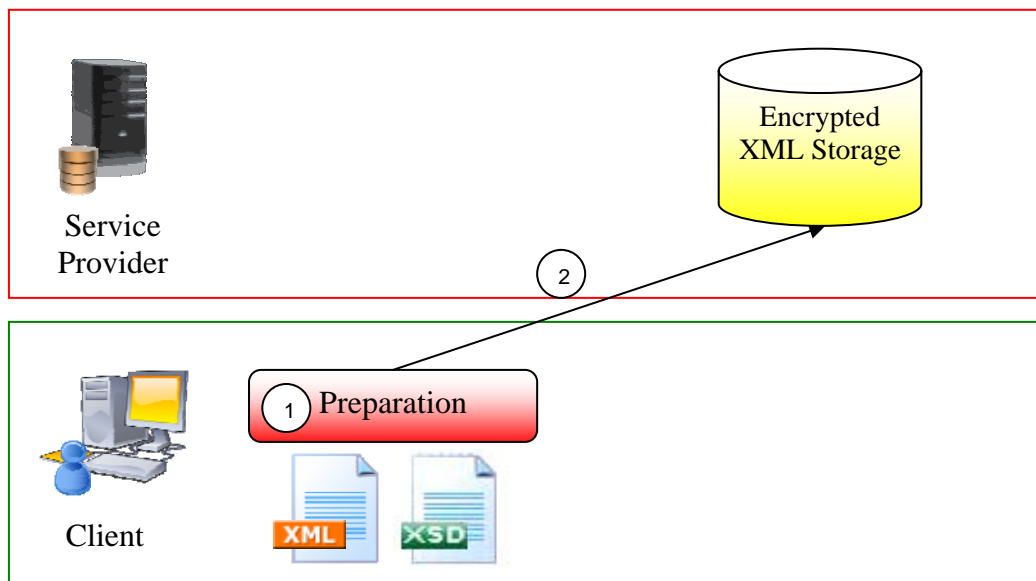 Encrypted
XML Storage
Service
Provider
2
1
Preparation
XML
XSD
Client